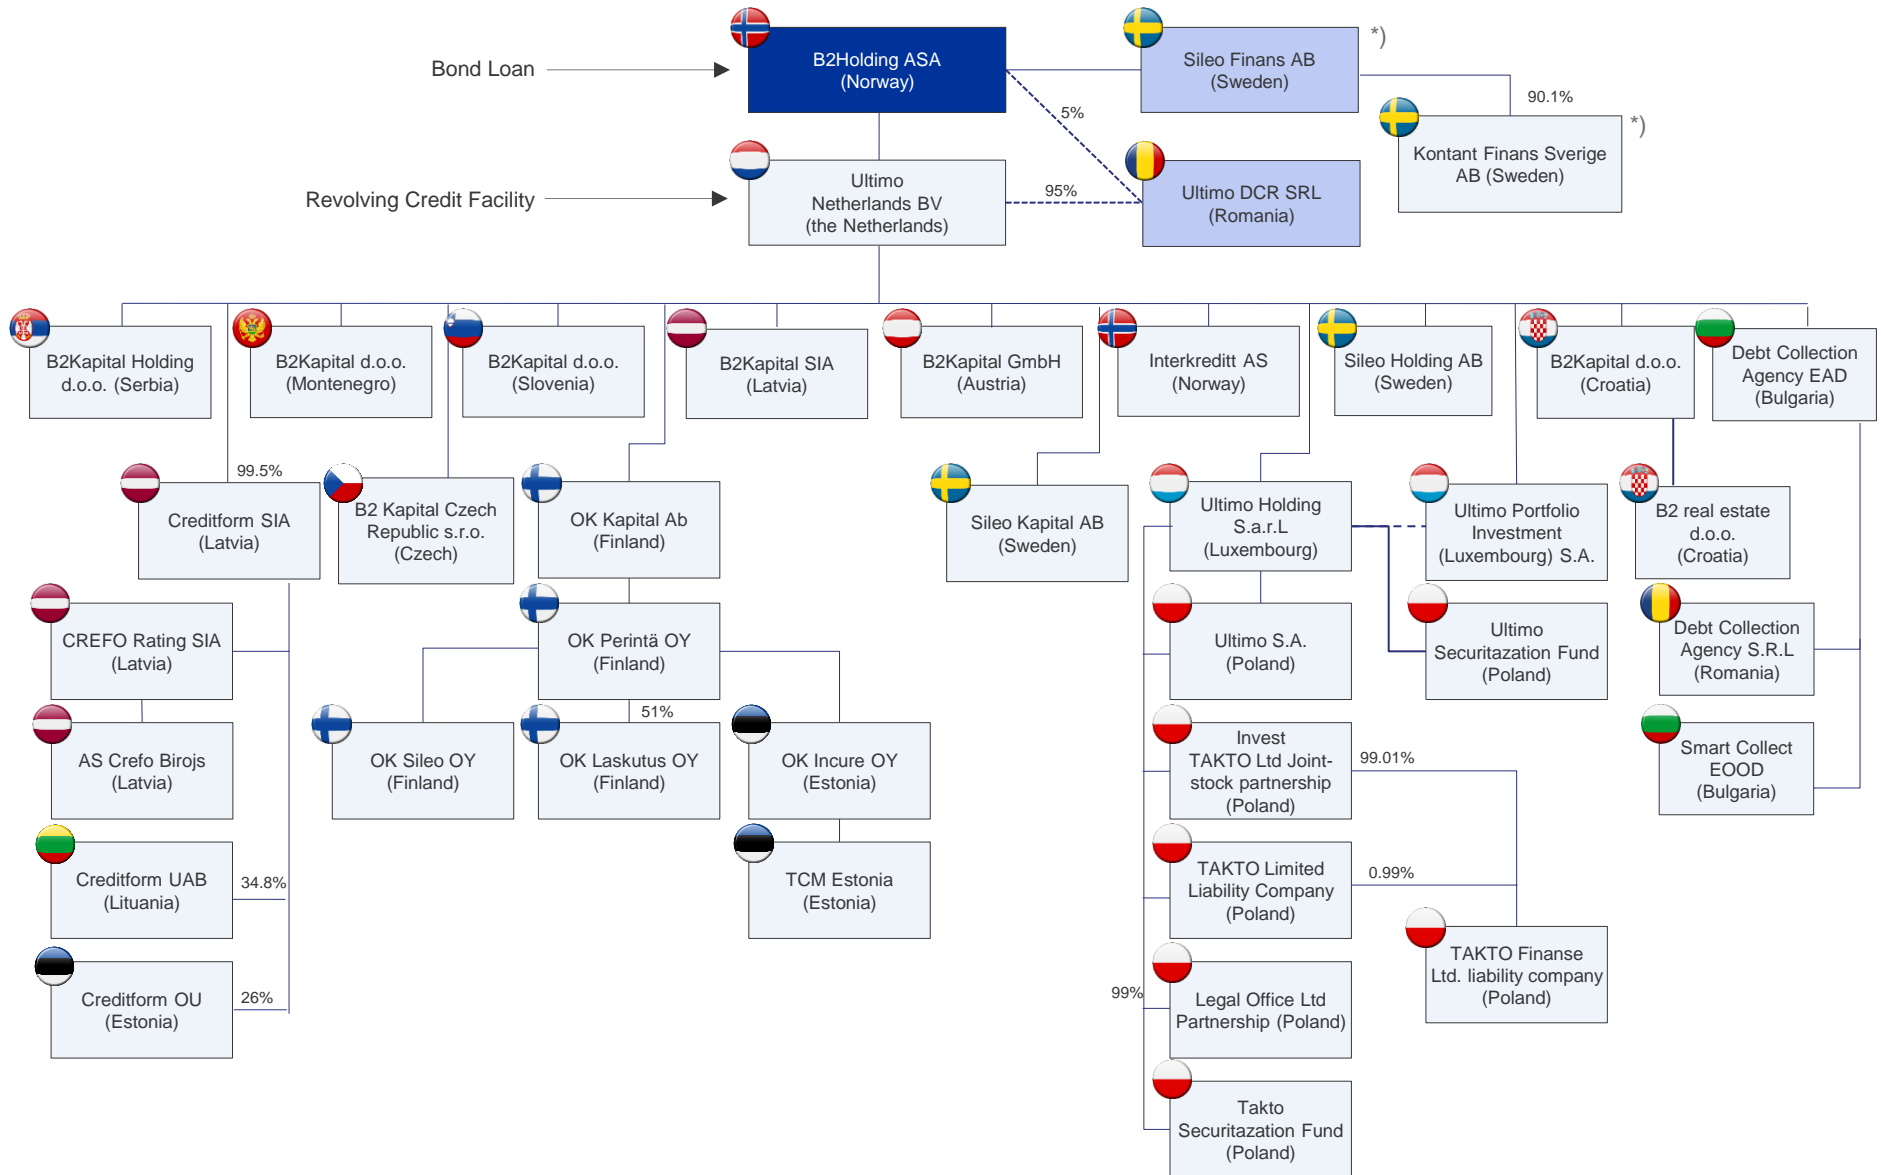 Bond Loan
B2Holding ASA
(Norway)
Sileo Finans AB
(Sweden)
*)
90.1%
5%
Kontant Finans Sverige
AB (Sweden)
*)
Revolving Credit Facility
Ultimo
Netherlands BV
(the Netherlands)
95%
Ultimo DCR SRL
(Romania)
B2Kapital Holding
d.o.o. (Serbia)
B2Kapital d.o.o.
(Montenegro)
B2Kapital d.o.o.
(Slovenia)
B2Kapital SIA
(Latvia)
B2Kapital GmbH
(Austria)
Interkreditt AS
(Norway)
Sileo Holding AB
(Sweden)
B2Kapital d.o.o.
(Croatia)
Debt Collection
Agency EAD
(Bulgaria)
99.5%
Creditform SIA
(Latvia)
B2 Kapital Czech
Republic s.r.o.
(Czech)
OK Kapital Ab
(Finland)
Sileo Kapital AB
(Sweden)
Ultimo Holding
S.a.r.L
(Luxembourg)
Ultimo Portfolio
Investment
(Luxembourg) S.A.
B2 real estate
d.o.o.
(Croatia)
CREFO Rating SIA
(Latvia)
OK Perintä OY
(Finland)
Ultimo S.A.
(Poland)
Ultimo
Securitazation Fund
(Poland)
Debt Collection
Agency S.R.L
(Romania)
AS Crefo Birojs
(Latvia)
OK Sileo OY
(Finland)
51%
OK Laskutus OY
(Finland)
OK Incure OY
(Estonia)
Invest
TAKTO Ltd Joint-
stock partnership
(Poland)
99.01%
Smart Collect
EOOD
(Bulgaria)
Creditform UAB
(Lituania)
34.8%
TCM Estonia
(Estonia)
TAKTO Limited
Liability Company
(Poland)
0.99%
TAKTO Finanse
Ltd. liability company
(Poland)
Creditform OU
(Estonia)
26%
99%
Legal Office Ltd
Partnership (Poland)
Takto
Securitazation Fund
(Poland)